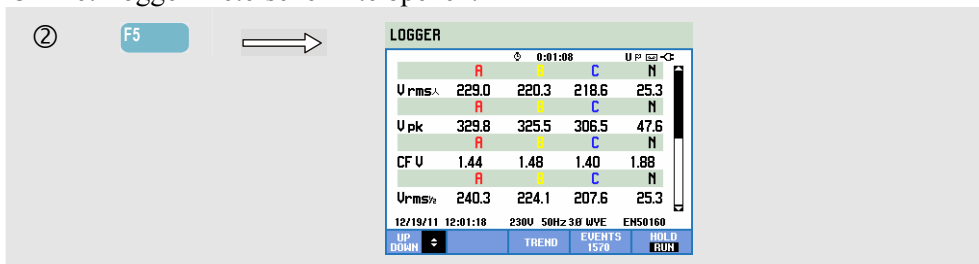 ② F5
LOGGER
0:01:08 U
A B C N
V rms⅄ 229.0 220.3 218.6 25.3
A B C N
V pk 329.8 325.5 306.5 47.6
A B C N
CF V 1.44 1.48 1.40 1.88
A B C N
Vrms½ 240.3 224.1 207.6 25.3
12/19/11 12:01:18 230V 50Hz 3Ø WYE EN50160
UP DOWN TREND EVENTS 1570 HOLD RUN